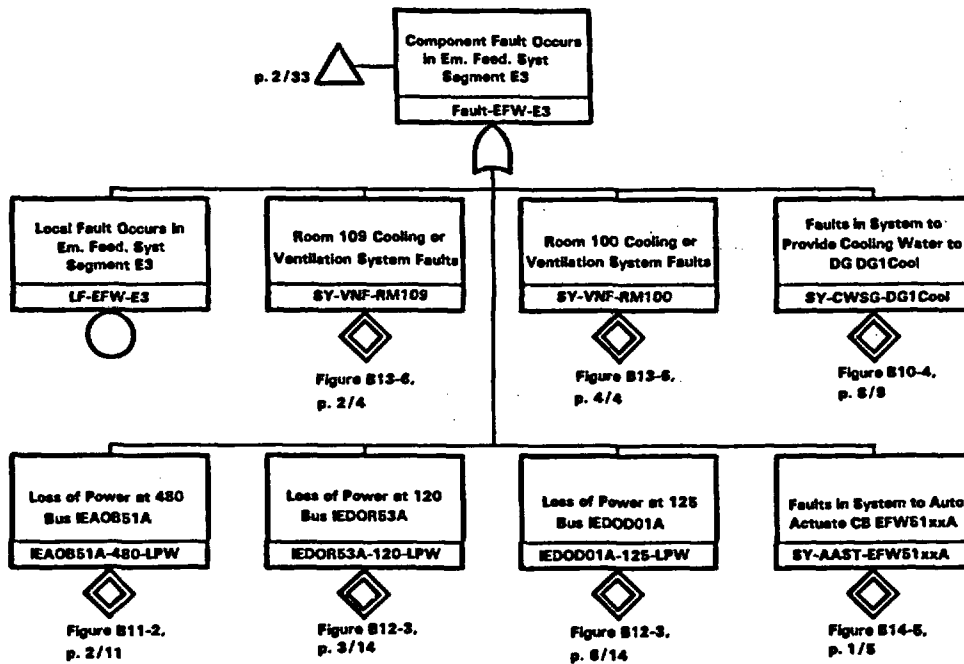 Component Fault Occurs
in Em. Feed. Syst
Segment E3
Fault-EFW-E3
p. 2/33
Local Fault Occurs in
Em. Feed. Syst
Segment E3
LF-EFW-E3
Room 109 Cooling or
Ventilation System Faults
SY-VNF-RM109
Figure B13-6,
p. 2/4
Room 100 Cooling or
Ventilation System Faults
SY-VNF-RM100
Figure B13-6,
p. 4/4
Faults in System to
Provide Cooling Water to
DG DG1Cool
SY-CWSG-DG1Cool
Figure B10-4,
p. 8/9
Loss of Power at 480
Bus IEAOB51A
IEAOB51A-480-LPW
Figure B11-2,
p. 2/11
Loss of Power at 120
Bus IEDOR53A
IEDOR53A-120-LPW
Figure B12-3,
p. 3/14
Loss of Power at 125
Bus IEDOD01A
IEDOD01A-125-LPW
Figure B12-3,
p. 6/14
Faults in System to Auto
Actuate CB EFW51xxA
SY-AAST-EFW51xxA
Figure B14-5,
p. 1/5